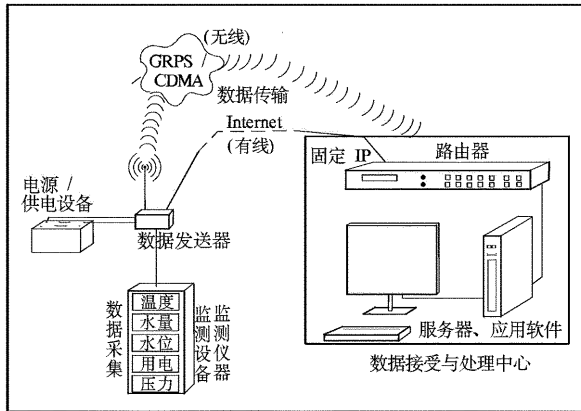 (无线)
GRPS
CDMA
数据传输
Internet
(有线)
固定 IP
路由器
电源 /
供电设备
数据发送器
数据采集
温度
水量
水位
用电
压力
监测设备
监测仪器
服务器、应用软件
数据接受与处理中心